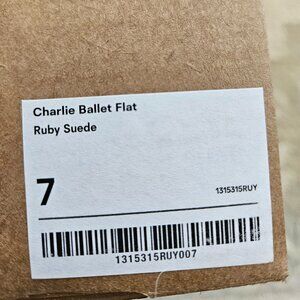 Charlie Ballet Flat
Ruby Suede
7
1315315RUY
1315315RUY007